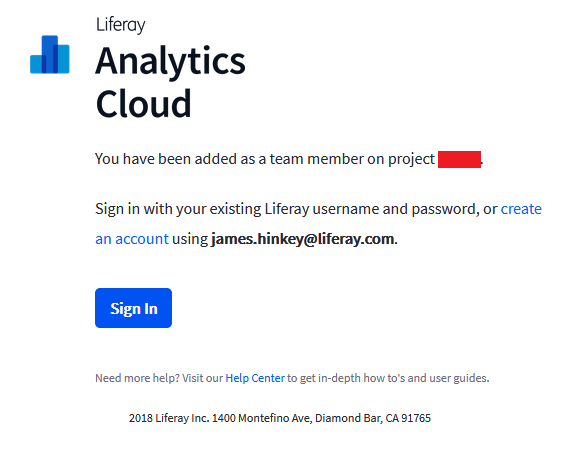 Liferay
Analytics
Cloud
You have been added as a team member on project .
Sign in with your existing Liferay username and password, or create
an account using james.hinkey@liferay.com.
Sign In
Need more help? Visit our Help Center to get in-depth how to's and user guides.
2018 Liferay Inc. 1400 Montefino Ave, Diamond Bar, CA 91765